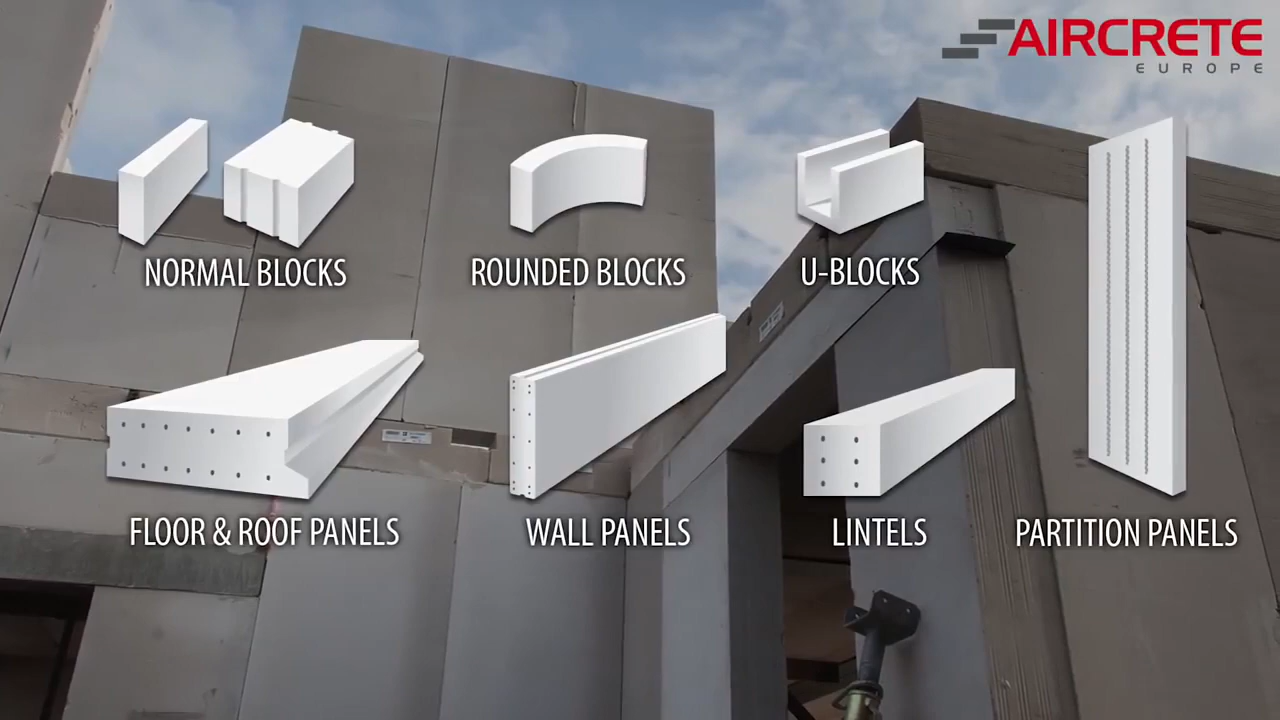 AIRCRETE
EUROPE
NORMAL BLOCKS
ROUNDED BLOCKS
U-BLOCKS
FLOOR & ROOF PANELS
WALL PANELS
LINTELS
PARTITION PANELS